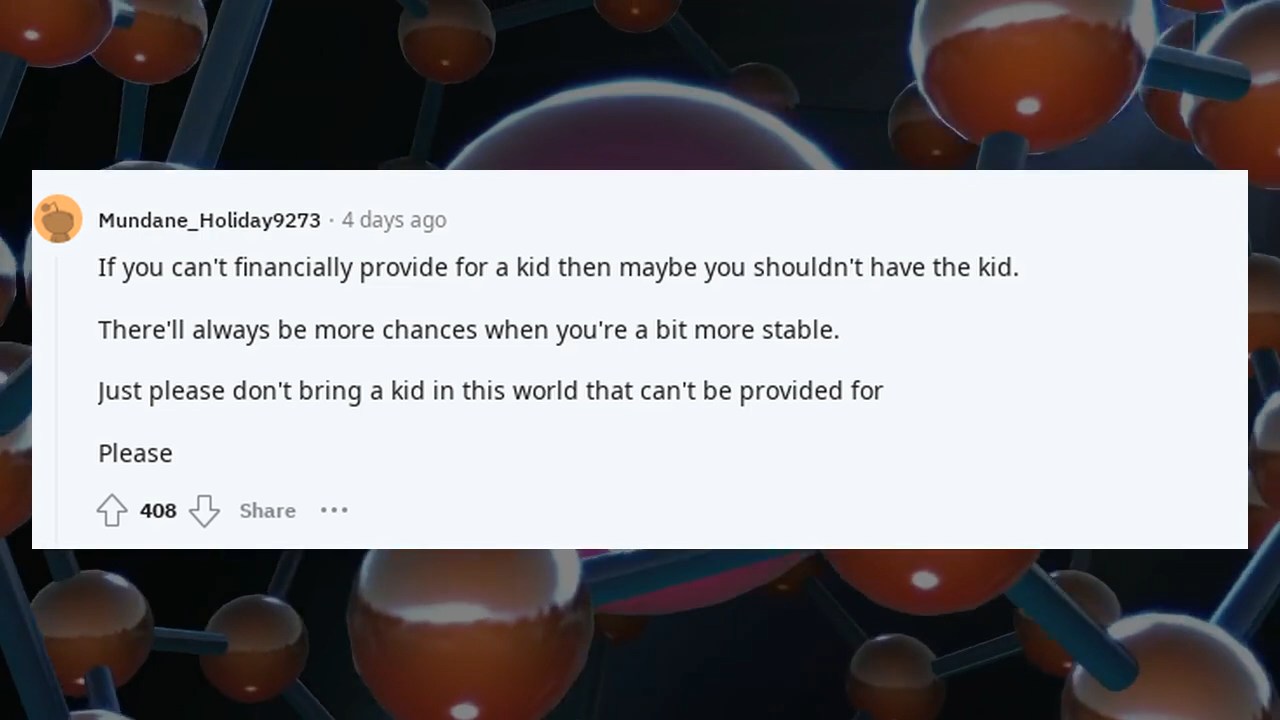 Mundane_Holiday9273 · 4 days ago
If you can't financially provide for a kid then maybe you shouldn't have the kid.
There'll always be more chances when you're a bit more stable.
Just please don't bring a kid in this world that can't be provided for
Please
408 Share